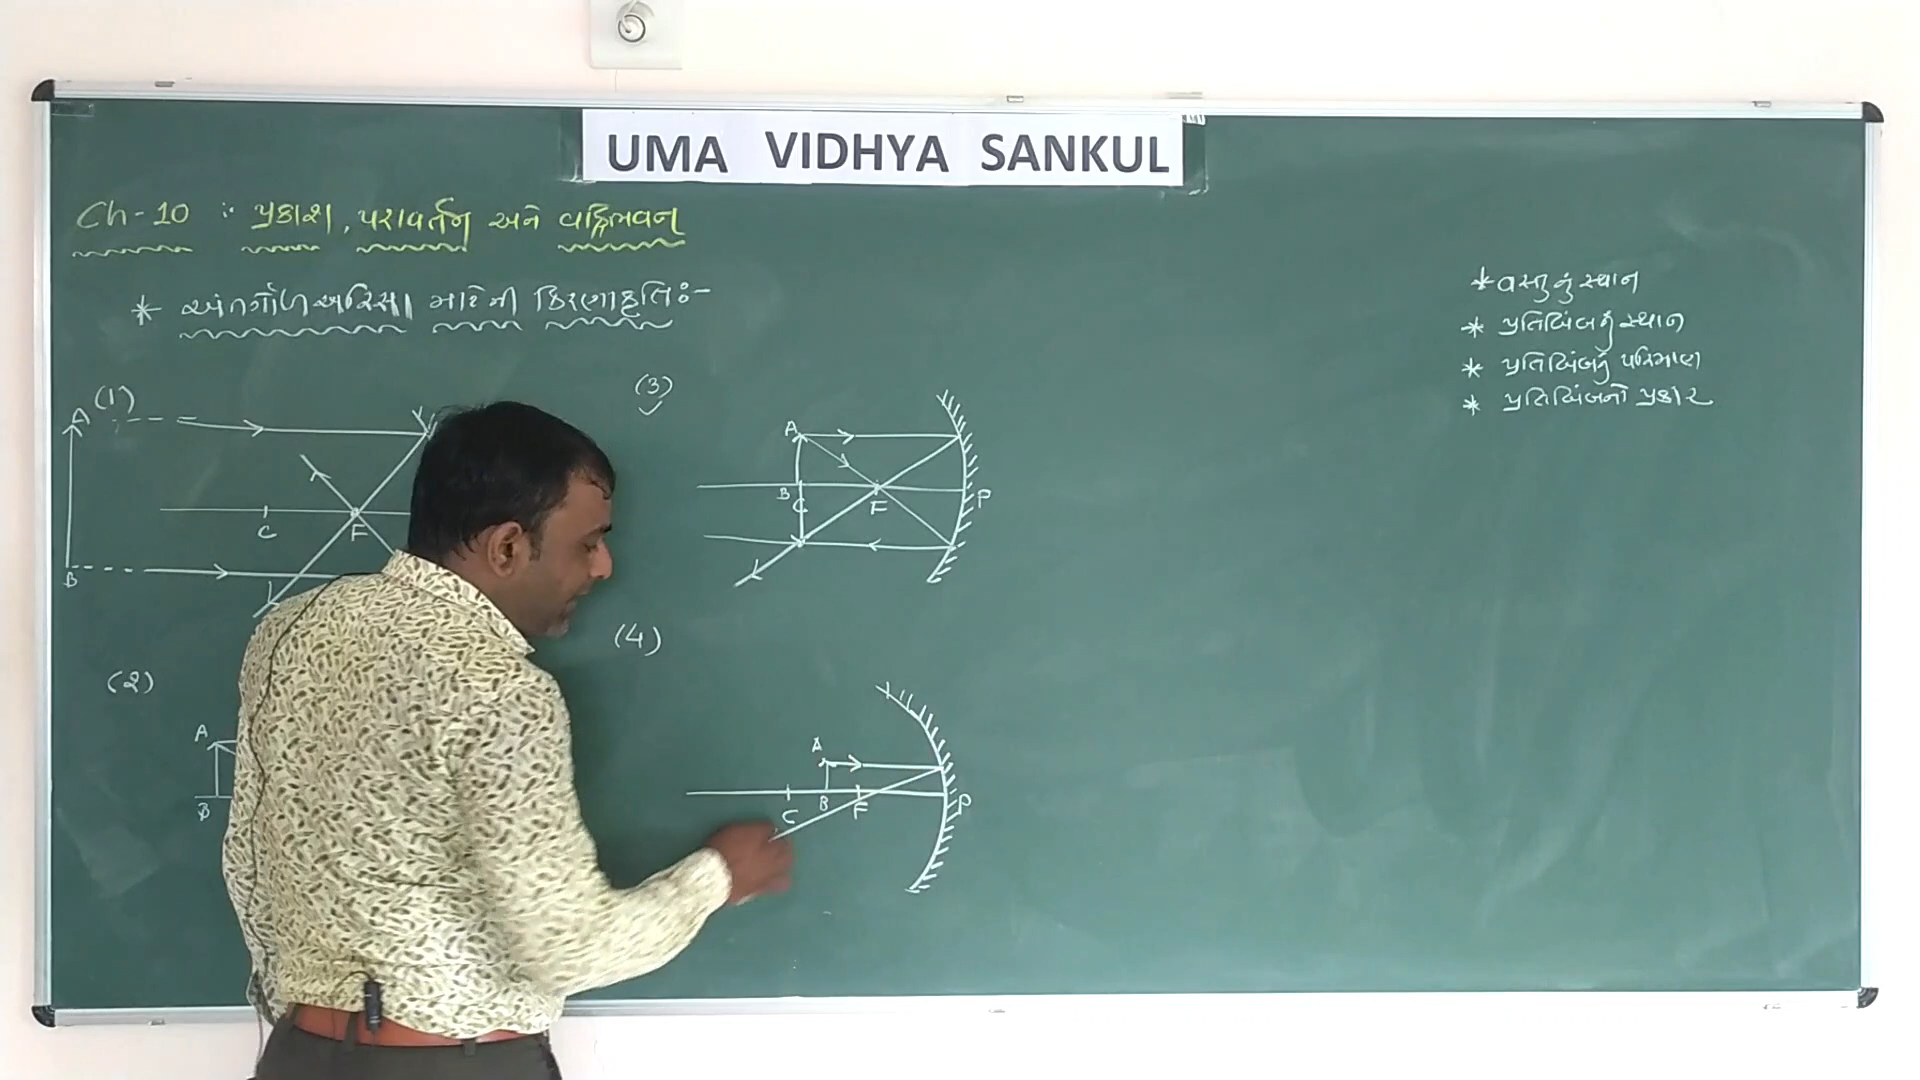 UMA VIDHYA SANKUL
Ch-10 : પ્રકાશ, પરાવર્તન અને વક્રીભવન
* અંતર્ગોળ અરિસા માટેની કિરણાકૃતિ:-
* વસ્તુનું સ્થાન
* પ્રતિબિંબનું સ્થાન
* પ્રતિબિંબનું પરિમાણ
* પ્રતિબિંબનો પ્રકાર
(1)
A
C
F
B
(2)
A
B
(3)
A
B
C
F
P
(4)
A
C
B
F
P